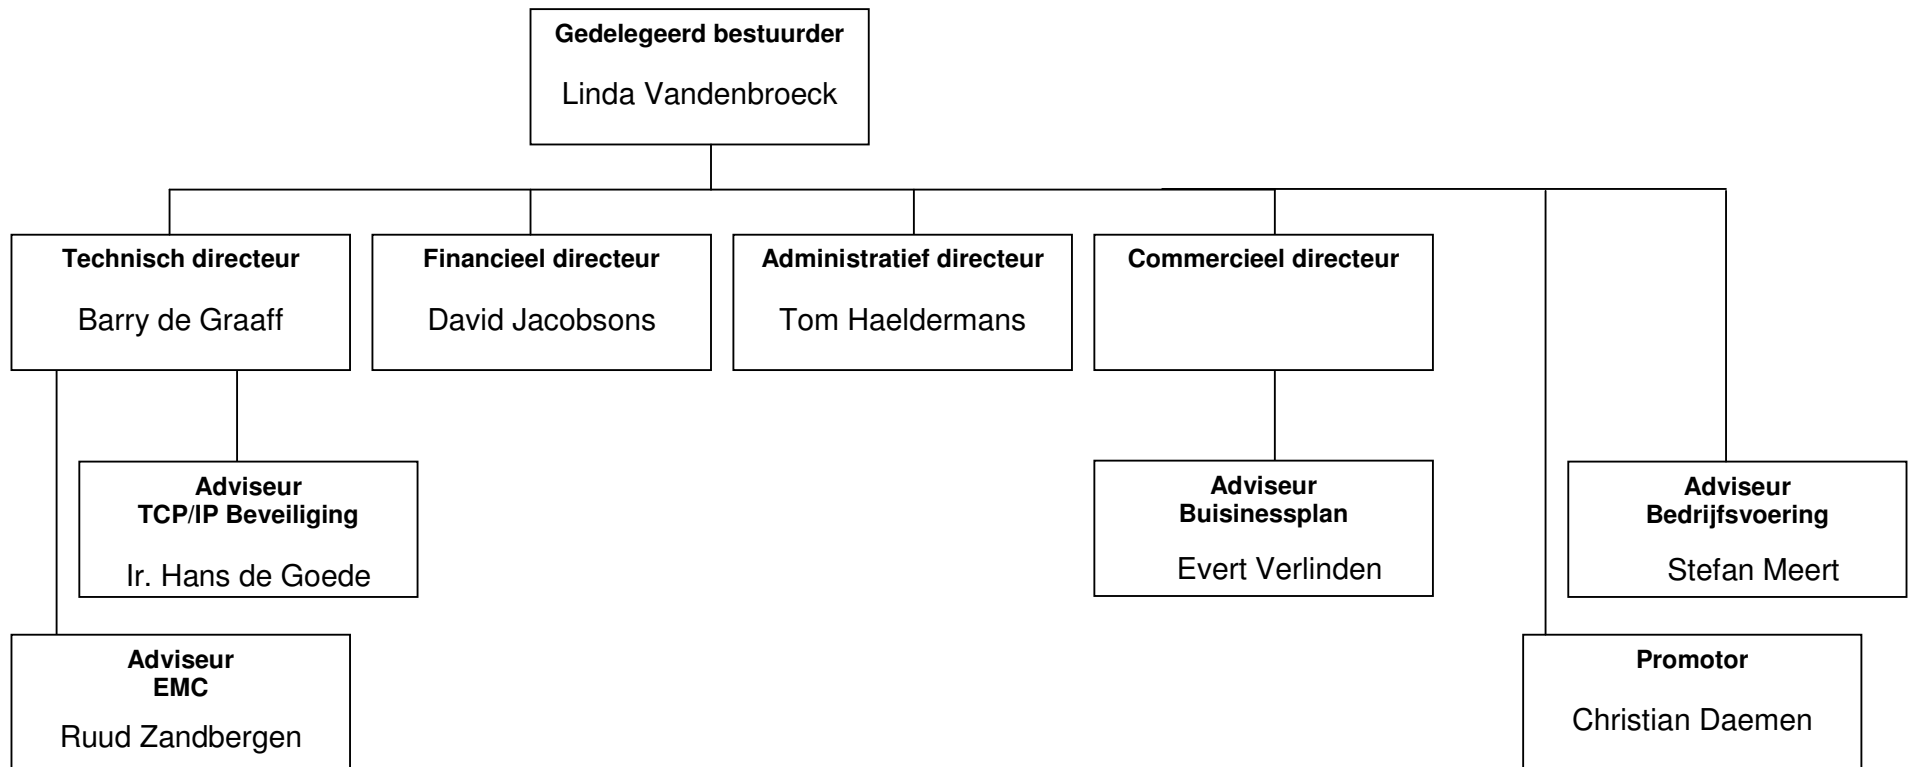 Gedelegeerd bestuurder
Linda Vandenbroeck
Technisch directeur
Barry de Graaff
Financieel directeur
David Jacobsons
Administratief directeur
Tom Haeldermans
Commercieel directeur
Adviseur
TCP/IP Beveiliging
Ir. Hans de Goede
Adviseur
Buisinessplan
Evert Verlinden
Adviseur
Bedrijfsvoering
Stefan Meert
Adviseur
EMC
Ruud Zandbergen
Promotor
Christian Daemen